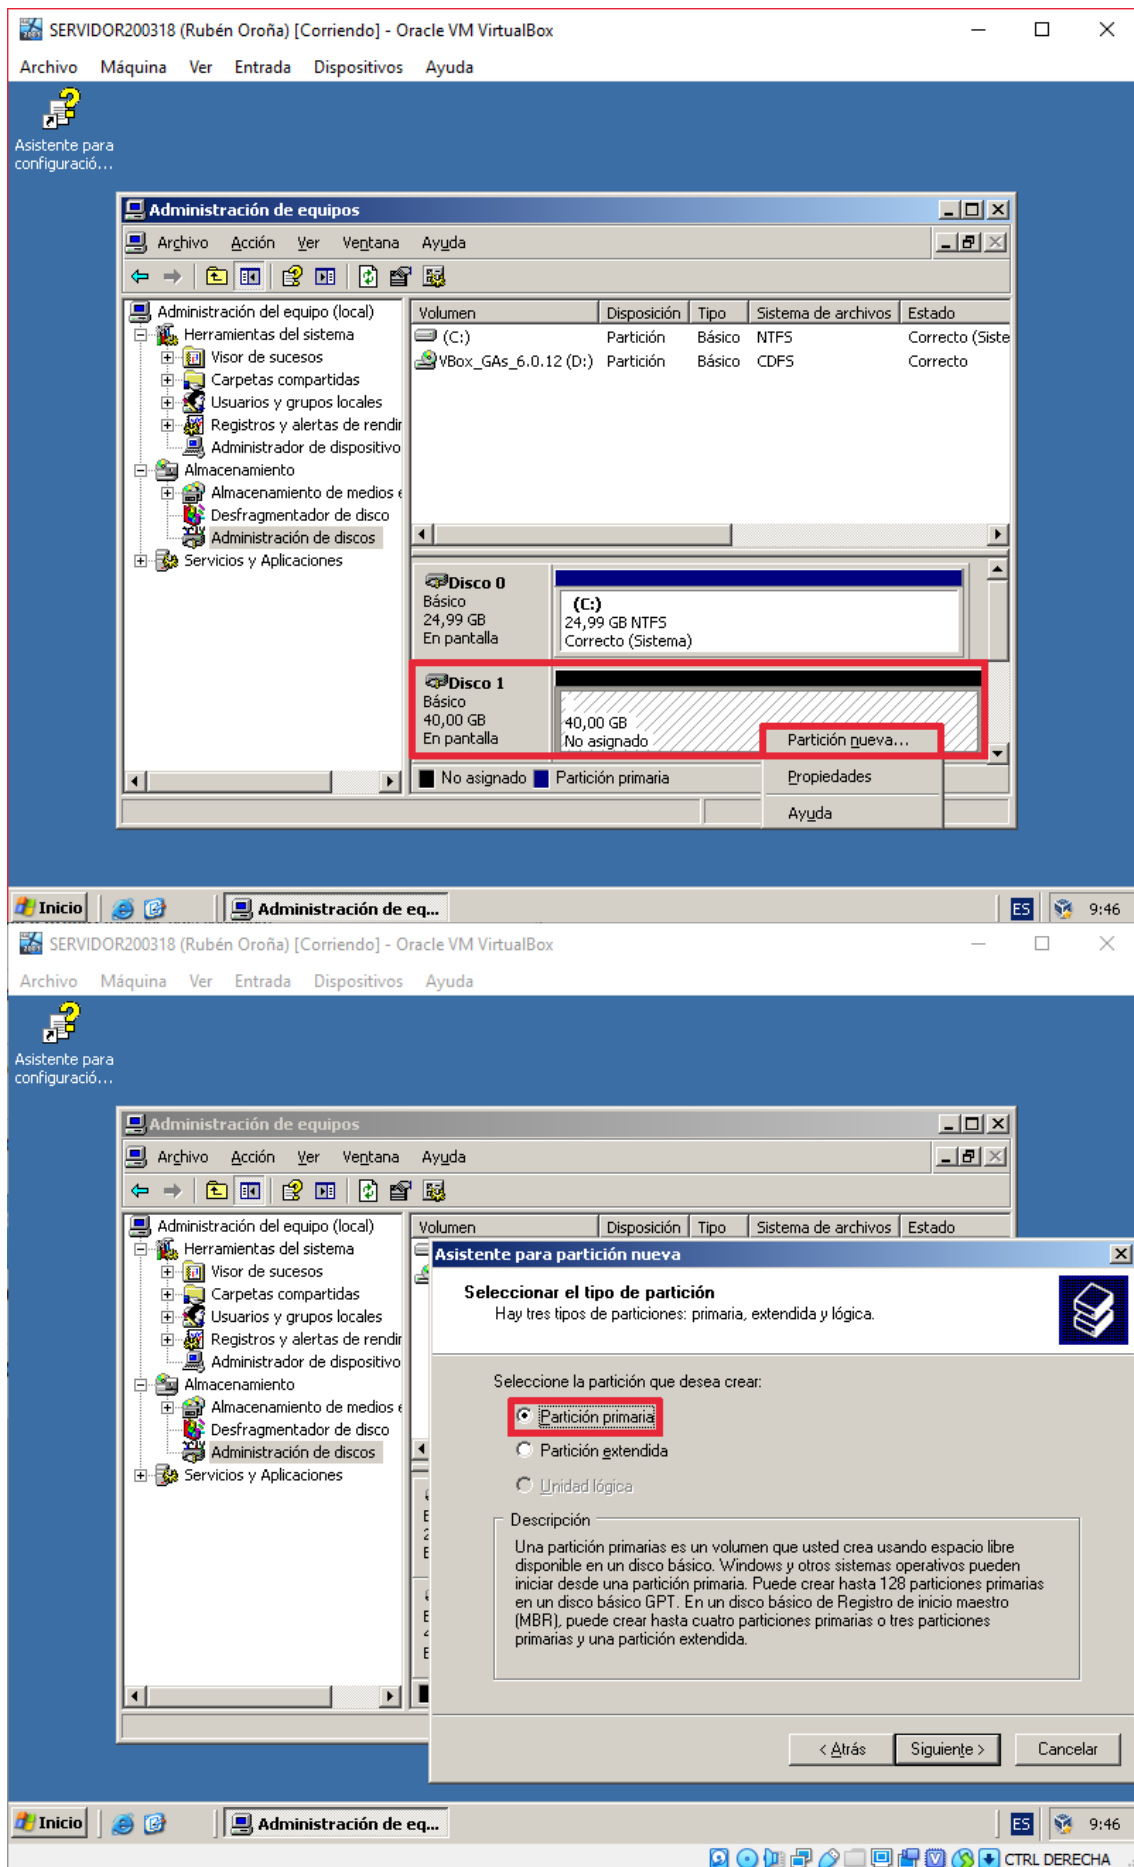 SERVIDOR200318 (Rubén Oroña) [Corriendo] - Oracle VM VirtualBox
Archivo Máquina Ver Entrada Dispositivos Ayuda
Asistente para
configuració...
Administración de equipos
Archivo Acción Ver Ventana Ayuda
Administración del equipo (local)
Herramientas del sistema
Visor de sucesos
Carpetas compartidas
Usuarios y grupos locales
Registros y alertas de rendir
Administrador de dispositivo
Almacenamiento
Almacenamiento de medios e
Desfragmentador de disco
Administración de discos
Servicios y Aplicaciones
Volumen Disposición Tipo Sistema de archivos Estado
(C:) Partición Básico NTFS Correcto (Siste
VBox_GAs_6.0.12 (D:) Partición Básico CDFS Correcto
Disco 0
Básico
24,99 GB
En pantalla
(C:)
24,99 GB NTFS
Correcto (Sistema)
Disco 1
Básico
40,00 GB
En pantalla
40,00 GB
No asignado
Partición nueva...
Propiedades
Ayuda
No asignado Partición primaria
Inicio Administración de eq... ES 9:46
SERVIDOR200318 (Rubén Oroña) [Corriendo] - Oracle VM VirtualBox
Archivo Máquina Ver Entrada Dispositivos Ayuda
Asistente para
configuració...
Administración de equipos
Archivo Acción Ver Ventana Ayuda
Administración del equipo (local)
Herramientas del sistema
Visor de sucesos
Carpetas compartidas
Usuarios y grupos locales
Registros y alertas de rendir
Administrador de dispositivo
Almacenamiento
Almacenamiento de medios e
Desfragmentador de disco
Administración de discos
Servicios y Aplicaciones
Volumen Disposición Tipo Sistema de archivos Estado
Asistente para partición nueva
Seleccionar el tipo de partición
Hay tres tipos de particiones: primaria, extendida y lógica.
Seleccione la partición que desea crear:
Partición primaria
Partición extendida
Unidad lógica
Descripción
Una partición primarias es un volumen que usted crea usando espacio libre
disponible en un disco básico. Windows y otros sistemas operativos pueden
iniciar desde una partición primaria. Puede crear hasta 128 particiones primarias
en un disco básico GPT. En un disco básico de Registro de inicio maestro
(MBR), puede crear hasta cuatro particiones primarias o tres particiones
primarias y una partición extendida.
< Atrás Siguiente > Cancelar
Inicio Administración de eq... ES 9:46
CTRL DERECHA